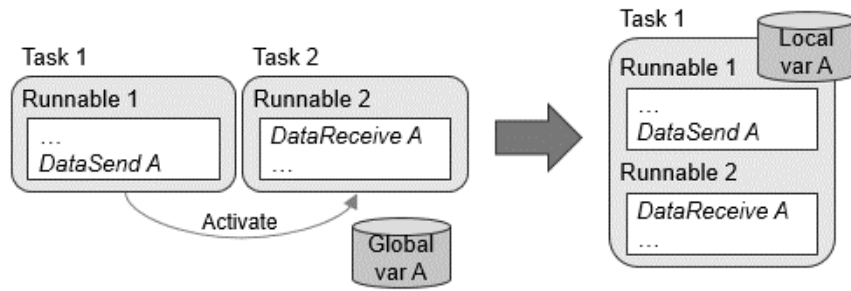 Task 1
Runnable 1
...
DataSend A
Task 2
Runnable 2
DataReceive A
...
Activate
Global
var A
Task 1
Local
var A
Runnable 1
...
DataSend A
Runnable 2
DataReceive A
...